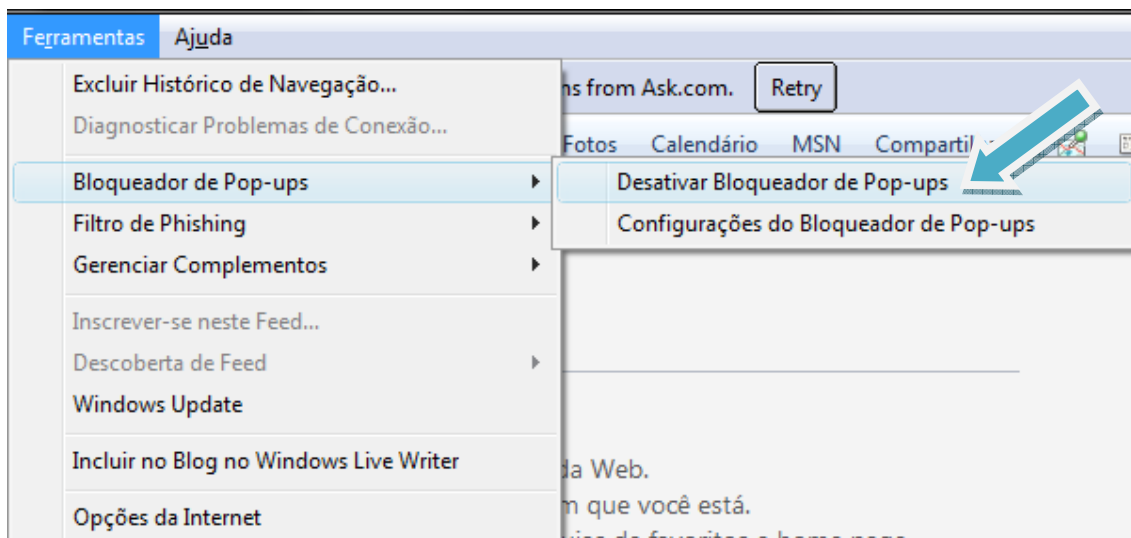 Ferramentas Ajuda
Excluir Histórico de Navegação...
ns from Ask.com. Retry
Diagnosticar Problemas de Conexão...
Fotos Calendário MSN
Bloqueador de Pop-ups
Desativar Bloqueador de Pop-ups
Filtro de Phishing
Configurações do Bloqueador de Pop-ups
Gerenciar Complementos
Inscrever-se neste Feed...
Descoberta de Feed
Windows Update
Incluir no Blog no Windows Live Writer
da Web.
m que você está.
Opções da Internet